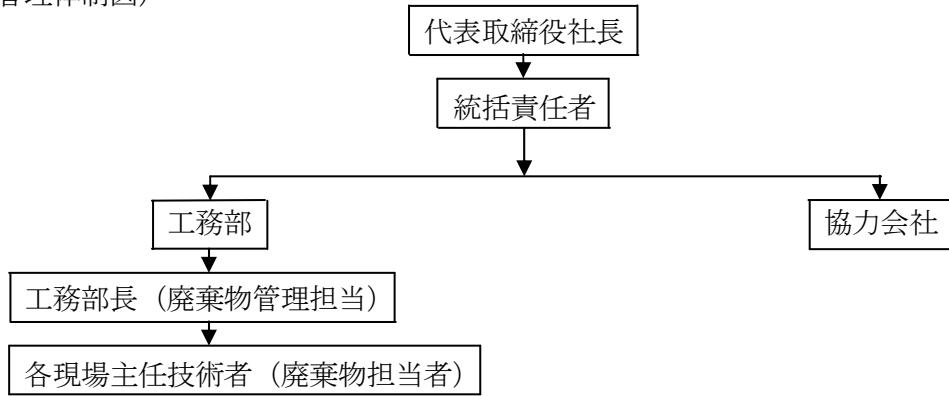 管理体制図）
代表取締役社長
統括責任者
工務部
協力会社
工務部長（廃棄物管理担当）
各現場主任技術者（廃棄物担当者）